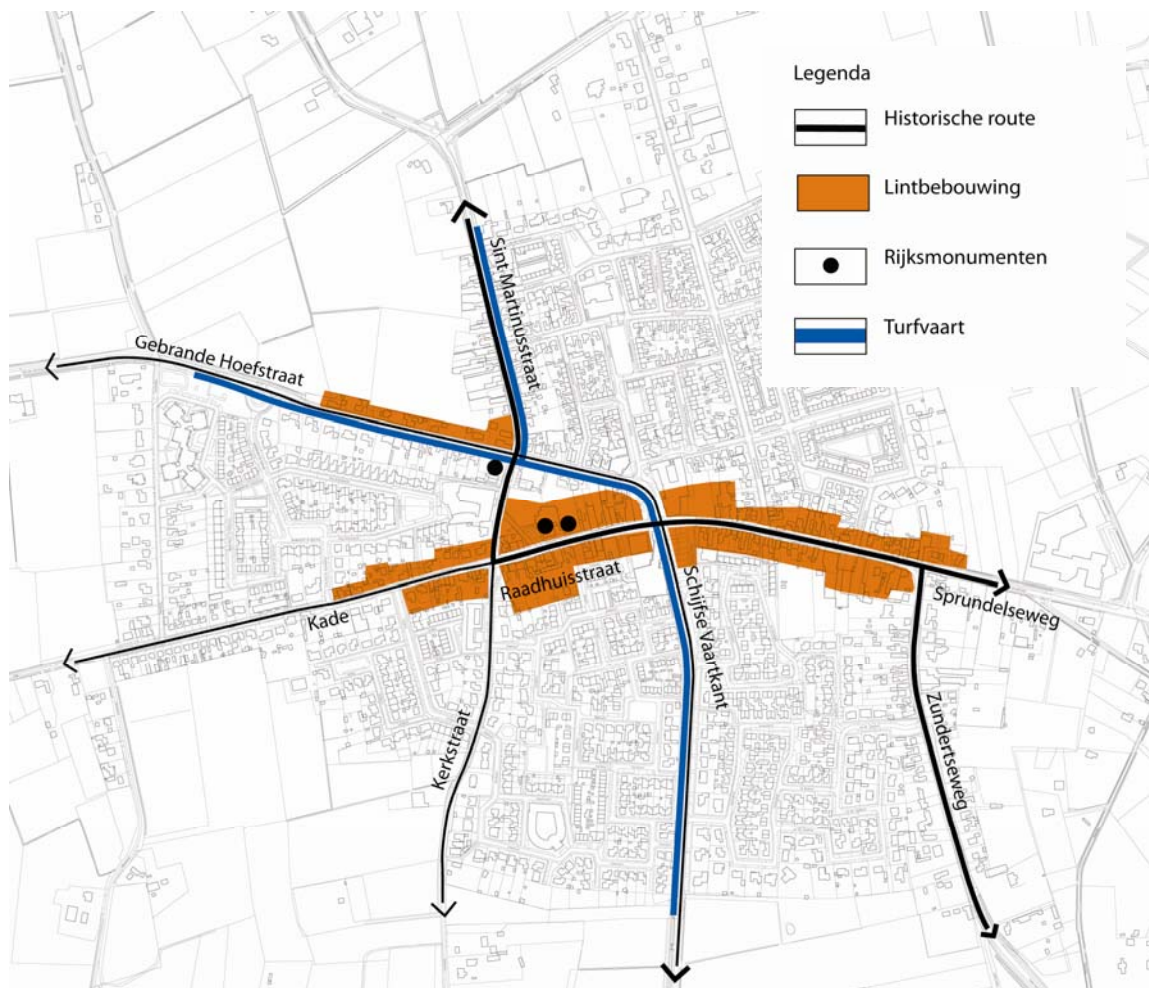 Legenda
Historische route
Lintbebouwing
Rijksmonumenten
Turfvaart
Sint Martinusstraat
Gebrande Hoefstraat
Raadhuisstraat
Kade
Schijfse Vaartkant
Sprundelseweg
Kerkstraat
Zundertseweg